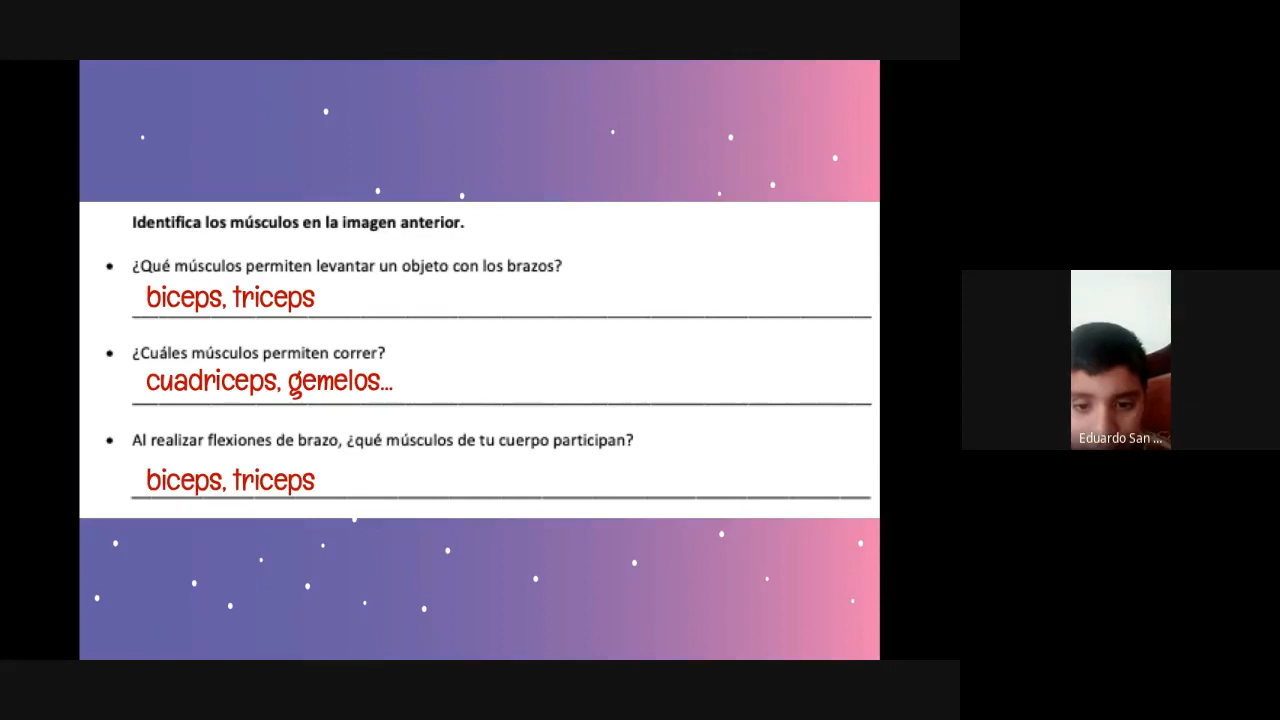 Identifica los músculos en la imagen anterior.
• ¿Qué músculos permiten levantar un objeto con los brazos?
biceps, triceps
• ¿Cuáles músculos permiten correr?
cuadriceps, gemelos...
• Al realizar flexiones de brazo, ¿qué músculos de tu cuerpo participan?
biceps, triceps
Eduardo San ...